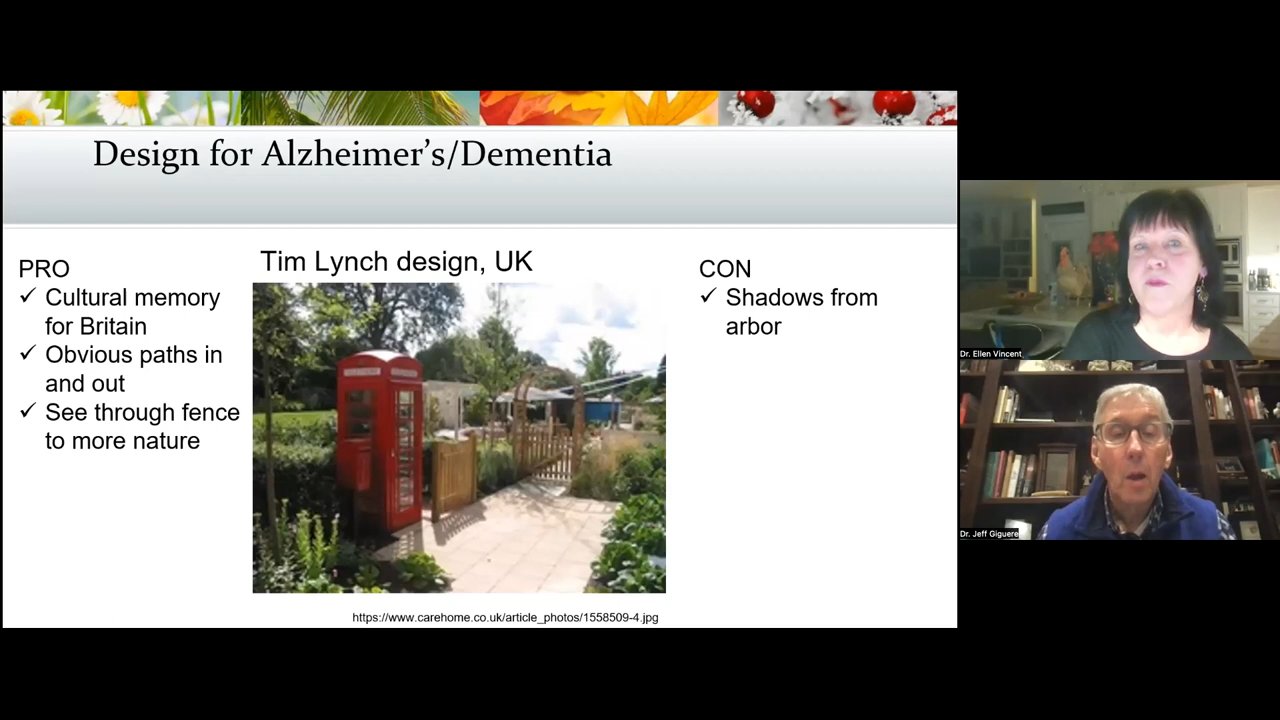 Design for Alzheimer's/Dementia
PRO
✓ Cultural memory
for Britain
✓ Obvious paths in
and out
✓ See through fence
to more nature
Tim Lynch design, UK
https://www.carehome.co.uk/article_photos/1558509-4.jpg
CON
✓ Shadows from
arbor
Dr. Ellen Vincent
Dr. Jeff Giguere